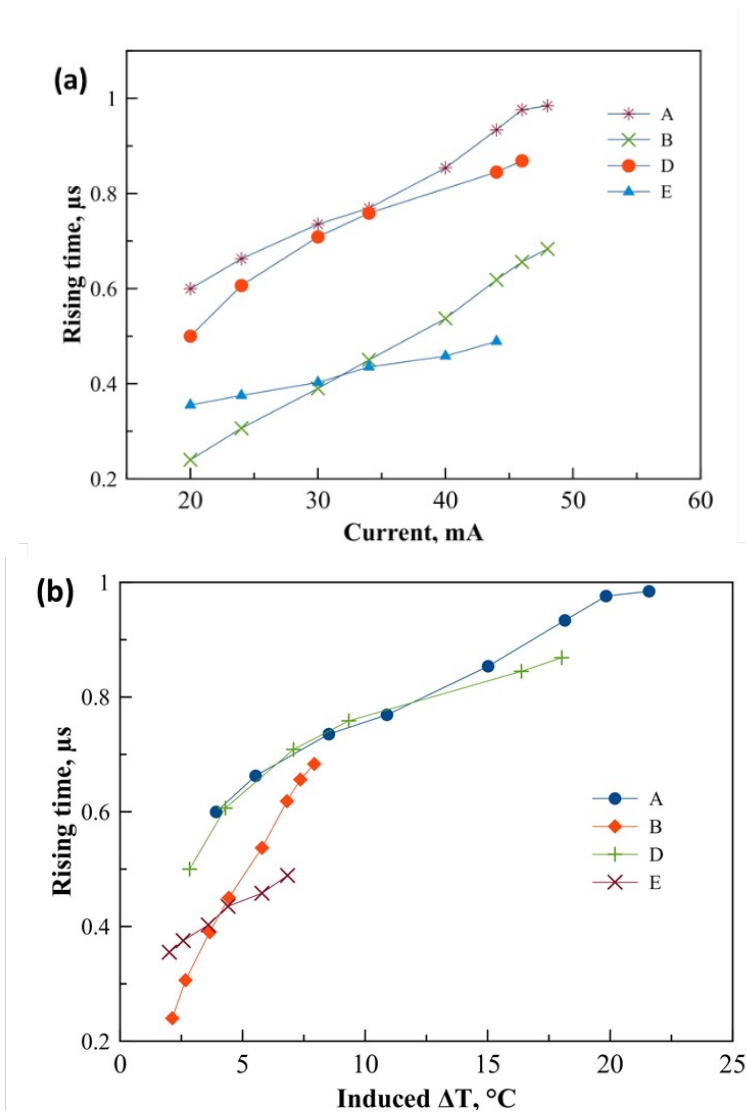 (a)
1
0.8
0.6
0.4
0.2
Rising time, μs
A
B
D
E
20
30
40
50
60
Current, mA
(b)
1
0.8
0.6
0.4
0.2
Rising time, μs
A
B
D
E
0
5
10
15
20
25
Induced ΔT, °C